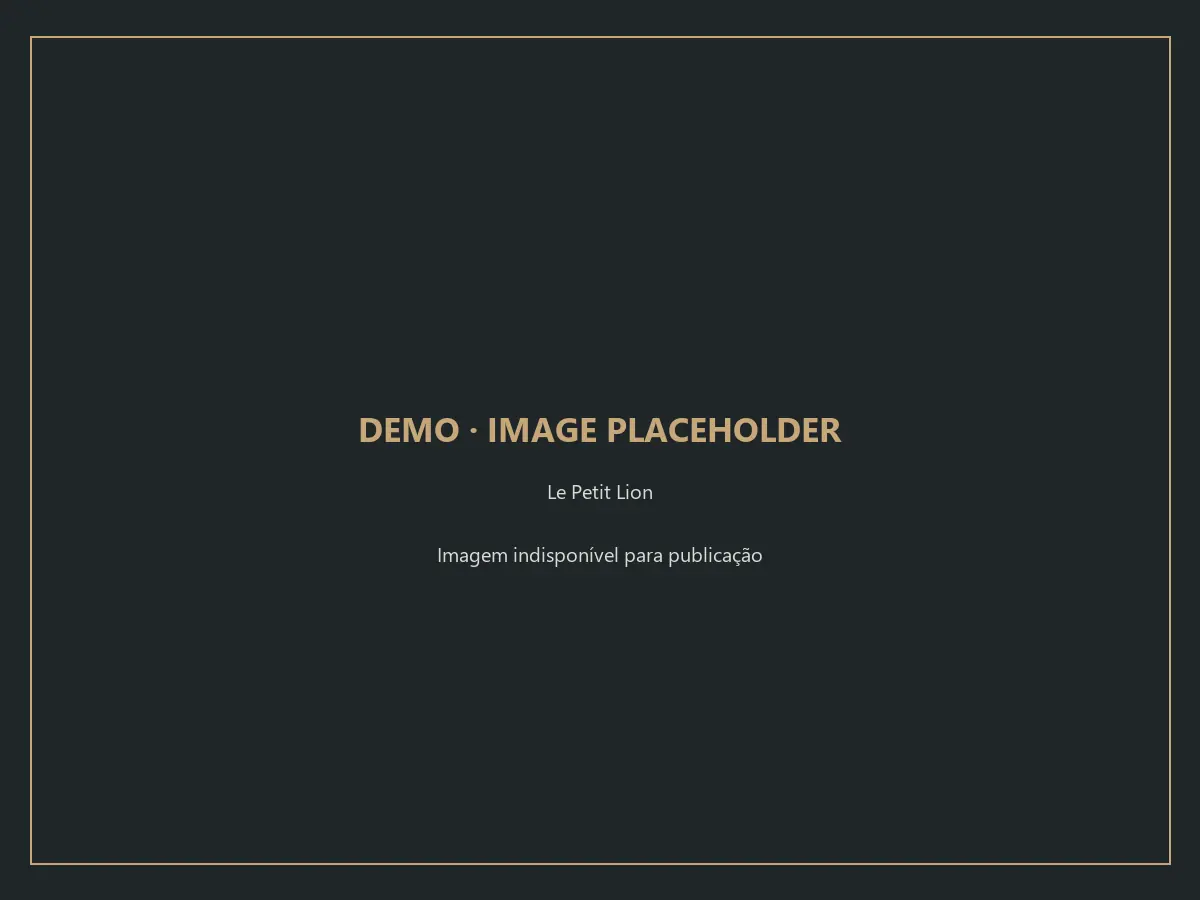 DEMO · IMAGE PLACEHOLDER
Le Petit Lion
Imagem indisponível para publicação